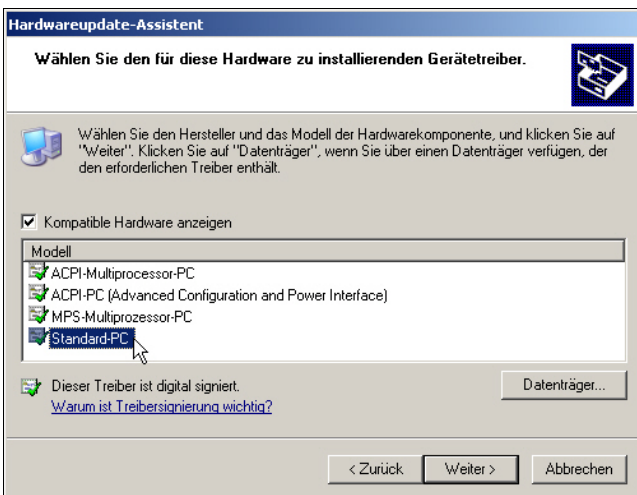 Hardwareupdate-Assistent
Wählen Sie den für diese Hardware zu installierenden Gerätetreiber.
Wählen Sie den Hersteller und das Modell der Hardwarekomponente, und klicken Sie auf
"Weiter". Klicken Sie auf "Datenträger", wenn Sie über einen Datenträger verfügen, der
den erforderlichen Treiber enthält.
Kompatible Hardware anzeigen
Modell
ACPI-Multiprocessor-PC
ACPI-PC (Advanced Configuration and Power Interface)
MPS-Multiprozessor-PC
Standard-PC
Dieser Treiber ist digital signiert.
Warum ist Treibersignierung wichtig?
Datenträger...
< Zurück
Weiter >
Abbrechen